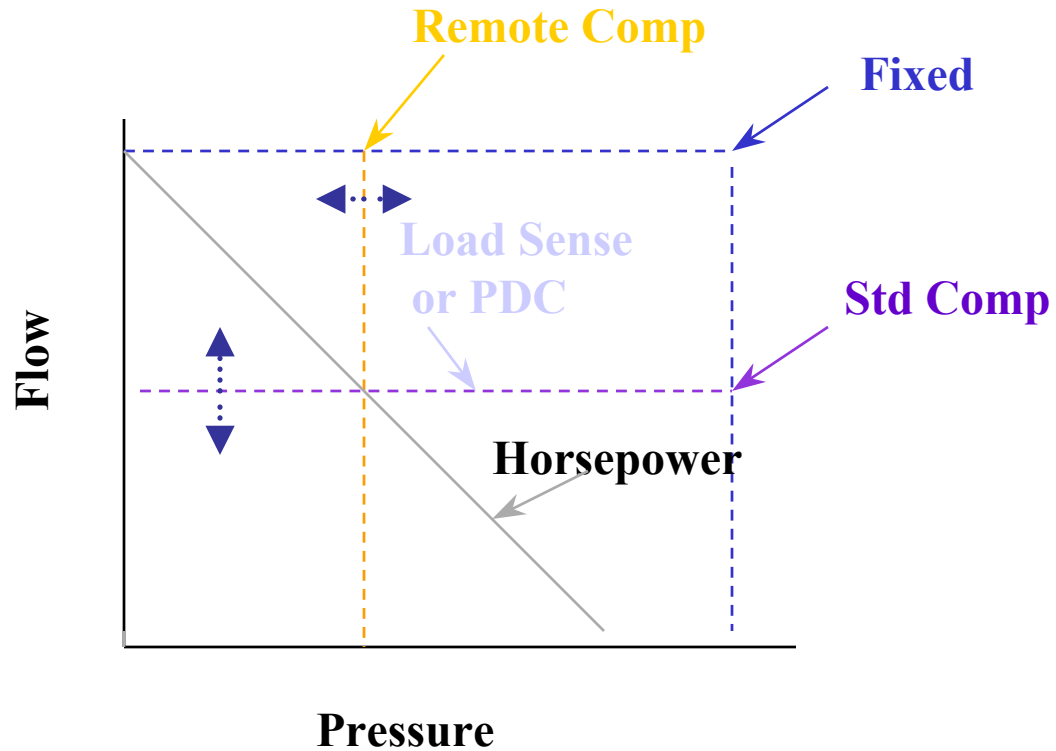 Remote Comp
Fixed
Load Sense
or PDC
Std Comp
Flow
Horsepower
Pressure